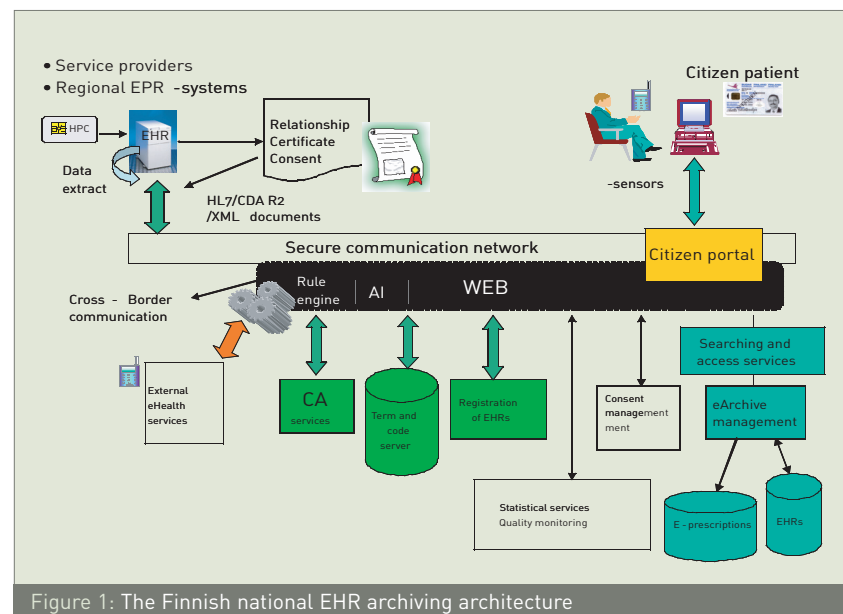 • Service providers
• Regional EPR -systems
Citizen patient
HPC
EHR
Relationship
Certificate
Consent
Data
extract
HL7/CDA R2
/XML documents
-sensors
Secure communication network
Citizen portal
Rule
engine
AI
WEB
Cross - Border
communication
Searching and
access services
External
eHealth
services
CA
services
Term and
code
server
Registration
of EHRs
Consent
management
ment
eArchive
management
Statistical services
Quality monitoring
E - prescriptions
EHRs
Figure 1: The Finnish national EHR archiving architecture